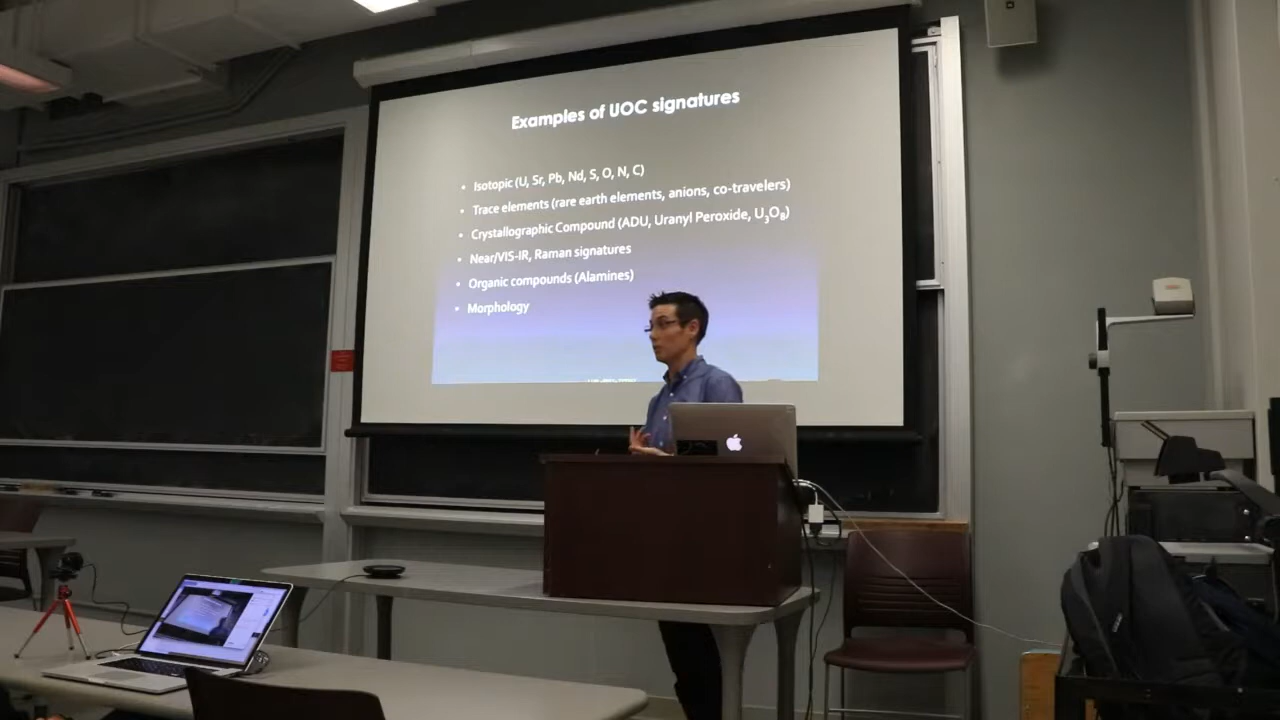 Examples of UOC signatures
• Isotopic (U, Sr, Pb, Nd, S, O, N, C)
• Trace elements (rare earth elements, anions, co-travelers)
• Crystallographic Compound (ADU, Uranyl Peroxide, U₃O₈)
• Near/VIS-IR, Raman signatures
• Organic compounds (Alamines)
• Morphology